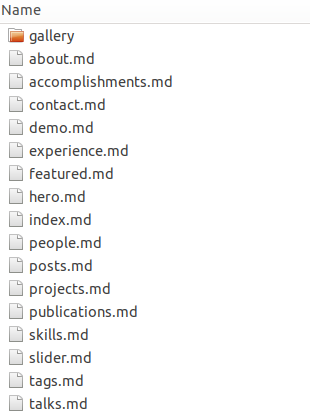 Name
gallery
about.md
accomplishments.md
contact.md
demo.md
experience.md
featured.md
hero.md
index.md
people.md
posts.md
projects.md
publications.md
skills.md
slider.md
tags.md
talks.md